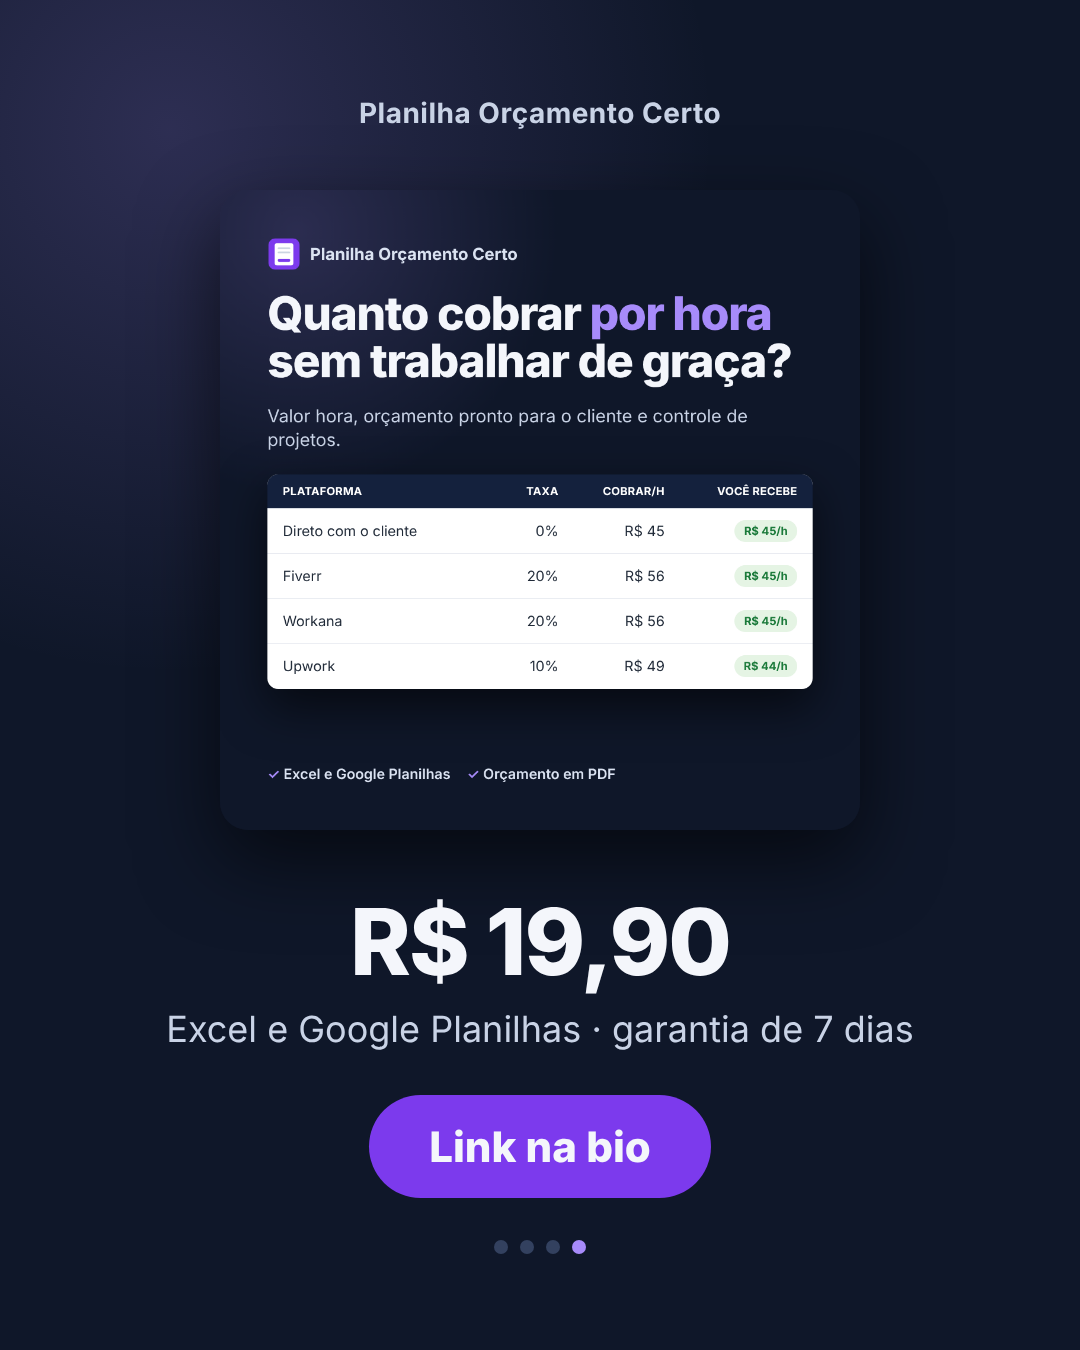 Planilha Orçamento Certo
Planilha Orçamento Certo
Quanto cobrar por hora
sem trabalhar de graça?
Valor hora, orçamento pronto para o cliente e controle de
projetos.
PLATAFORMA TAXA COBRAR/H VOCÊ RECEBE
Direto com o cliente 0% R$ 45 R$ 45/h
Fiverr 20% R$ 56 R$ 45/h
Workana 20% R$ 56 R$ 45/h
Upwork 10% R$ 49 R$ 44/h
✓ Excel e Google Planilhas ✓ Orçamento em PDF
R$ 19,90
Excel e Google Planilhas · garantia de 7 dias
Link na bio